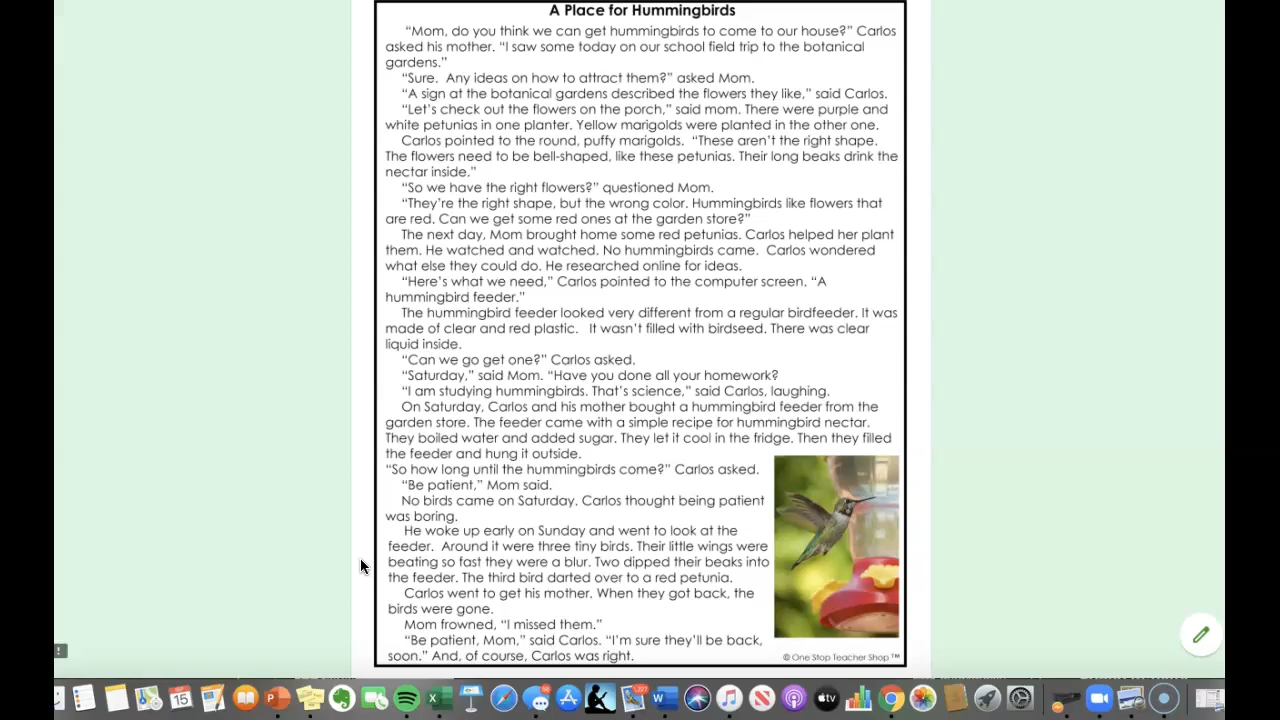 A Place for Hummingbirds
“Mom, do you think we can get hummingbirds to come to our house?” Carlos
asked his mother. “I saw some today on our school field trip to the botanical
gardens.”
“Sure.  Any ideas on how to attract them?” asked Mom.
“A sign at the botanical gardens described the flowers they like,” said Carlos.
“Let’s check out the flowers on the porch,” said mom. There were purple and
white petunias in one planter. Yellow marigolds were planted in the other one.
Carlos pointed to the round, puffy marigolds.  “These aren’t the right shape.
The flowers need to be bell-shaped, like these petunias. Their long beaks drink the
nectar inside.”
“So we have the right flowers?” questioned Mom.
“They’re the right shape, but the wrong color. Hummingbirds like flowers that
are red. Can we get some red ones at the garden store?”
The next day, Mom brought home some red petunias. Carlos helped her plant
them. He watched and watched. No hummingbirds came.  Carlos wondered
what else they could do. He researched online for ideas.
“Here’s what we need,” Carlos pointed to the computer screen. “A
hummingbird feeder.”
The hummingbird feeder looked very different from a regular birdfeeder. It was
made of clear and red plastic.   It wasn’t filled with birdseed. There was clear
liquid inside.
“Can we go get one?” Carlos asked.
“Saturday,” said Mom. “Have you done all your homework?
“I am studying hummingbirds. That’s science,” said Carlos, laughing.
On Saturday, Carlos and his mother bought a hummingbird feeder from the
garden store. The feeder came with a simple recipe for hummingbird nectar.
They boiled water and added sugar. They let it cool in the fridge. Then they filled
the feeder and hung it outside.
“So how long until the hummingbirds come?” Carlos asked.
“Be patient,” Mom said.
No birds came on Saturday. Carlos thought being patient
was boring.
He woke up early on Sunday and went to look at the
feeder.  Around it were three tiny birds. Their little wings were
beating so fast they were a blur. Two dipped their beaks into
the feeder. The third bird darted over to a red petunia.
Carlos went to get his mother. When they got back, the
birds were gone.
Mom frowned, “I missed them.”
“Be patient, Mom,” said Carlos. “I’m sure they’ll be back,
soon.” And, of course, Carlos was right.
© One Stop Teacher Shop ™
15
tv